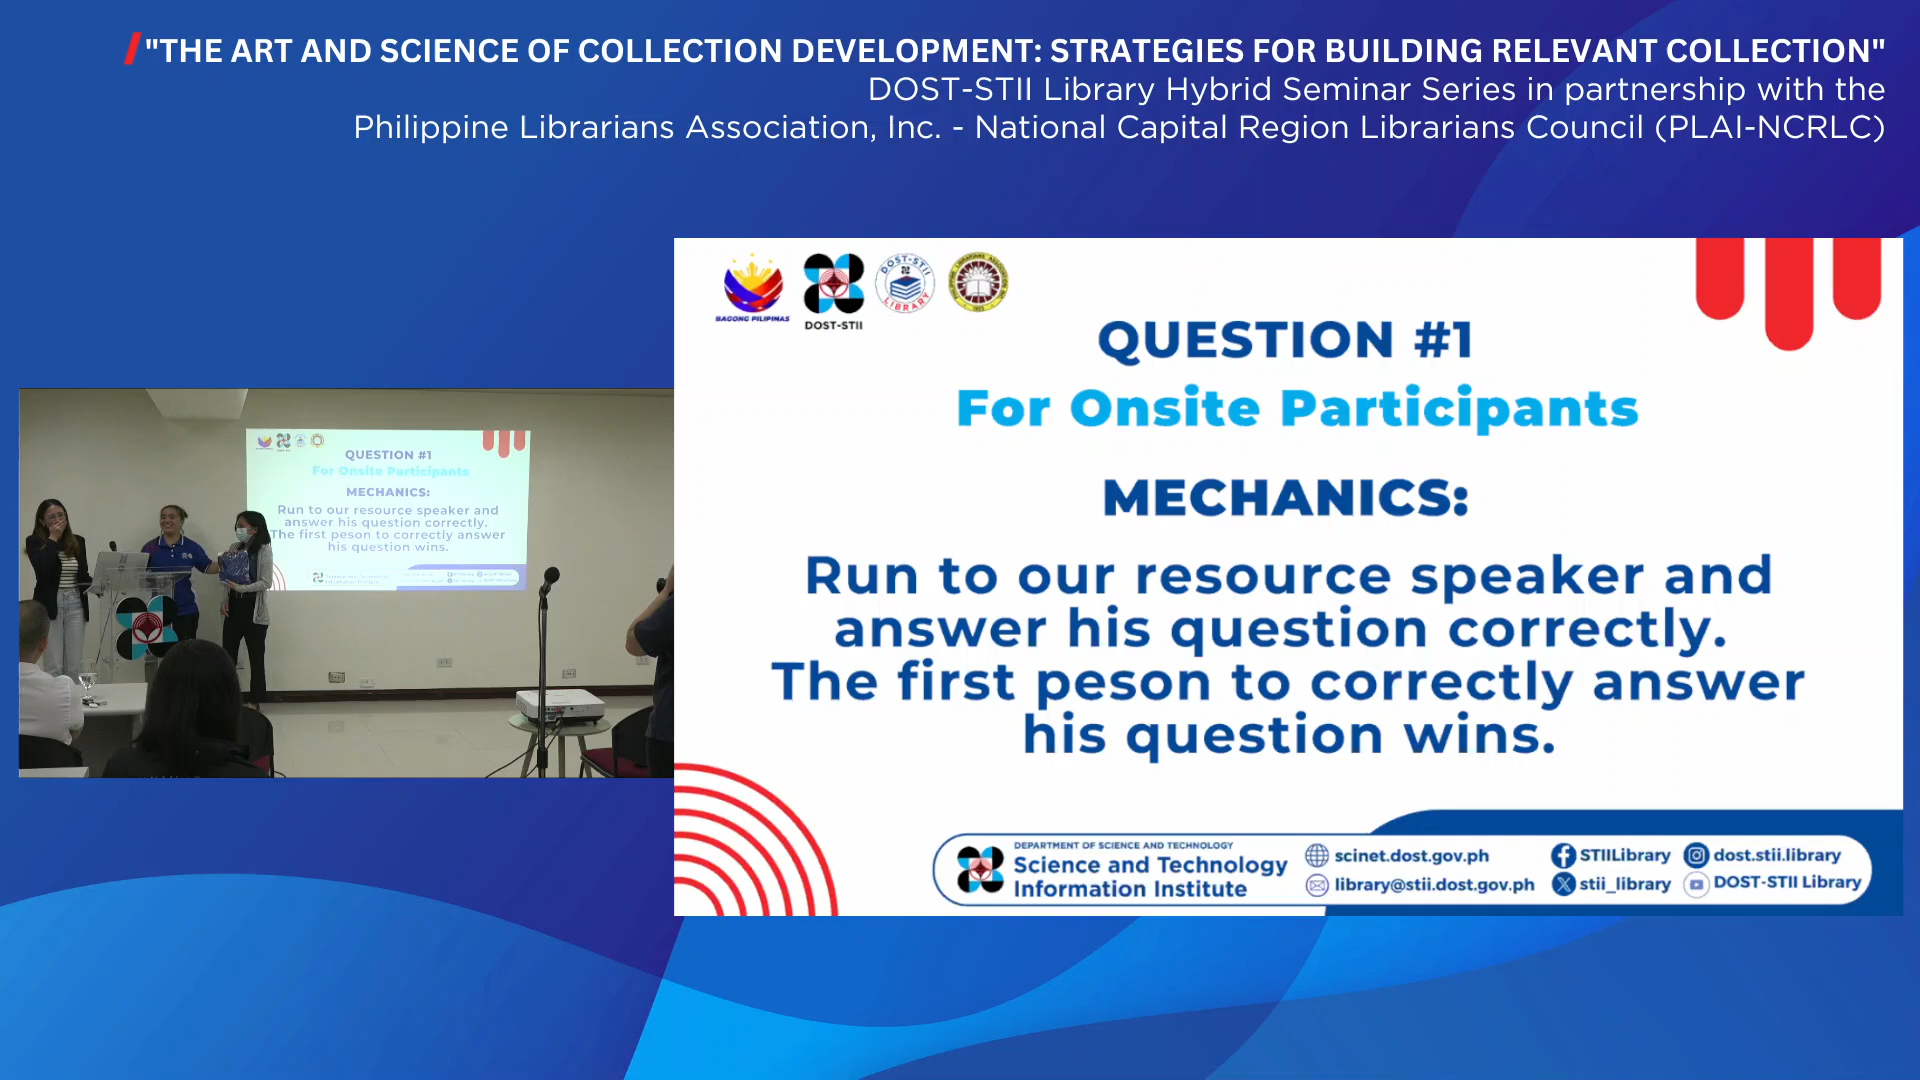 "THE ART AND SCIENCE OF COLLECTION DEVELOPMENT: STRATEGIES FOR BUILDING RELEVANT COLLECTION"
DOST-STII Library Hybrid Seminar Series in partnership with the
Philippine Librarians Association, Inc. - National Capital Region Librarians Council (PLAI-NCRLC)
BAGONG PILIPINAS
DOST-STII
DOST-STII
LIBRARY
QUESTION #1
For Onsite Participants
MECHANICS:
Run to our resource speaker and
answer his question correctly.
The first peson to correctly answer
his question wins.
DEPARTMENT OF SCIENCE AND TECHNOLOGY
Science and Technology
Information Institute
scinet.dost.gov.ph
library@stii.dost.gov.ph
STIILibrary
stii_library
dost.stii.library
DOST-STII Library
QUESTION #1
For Onsite Participants
MECHANICS:
Run to our resource speaker and
answer his question correctly.
The first peson to correctly answer
his question wins.